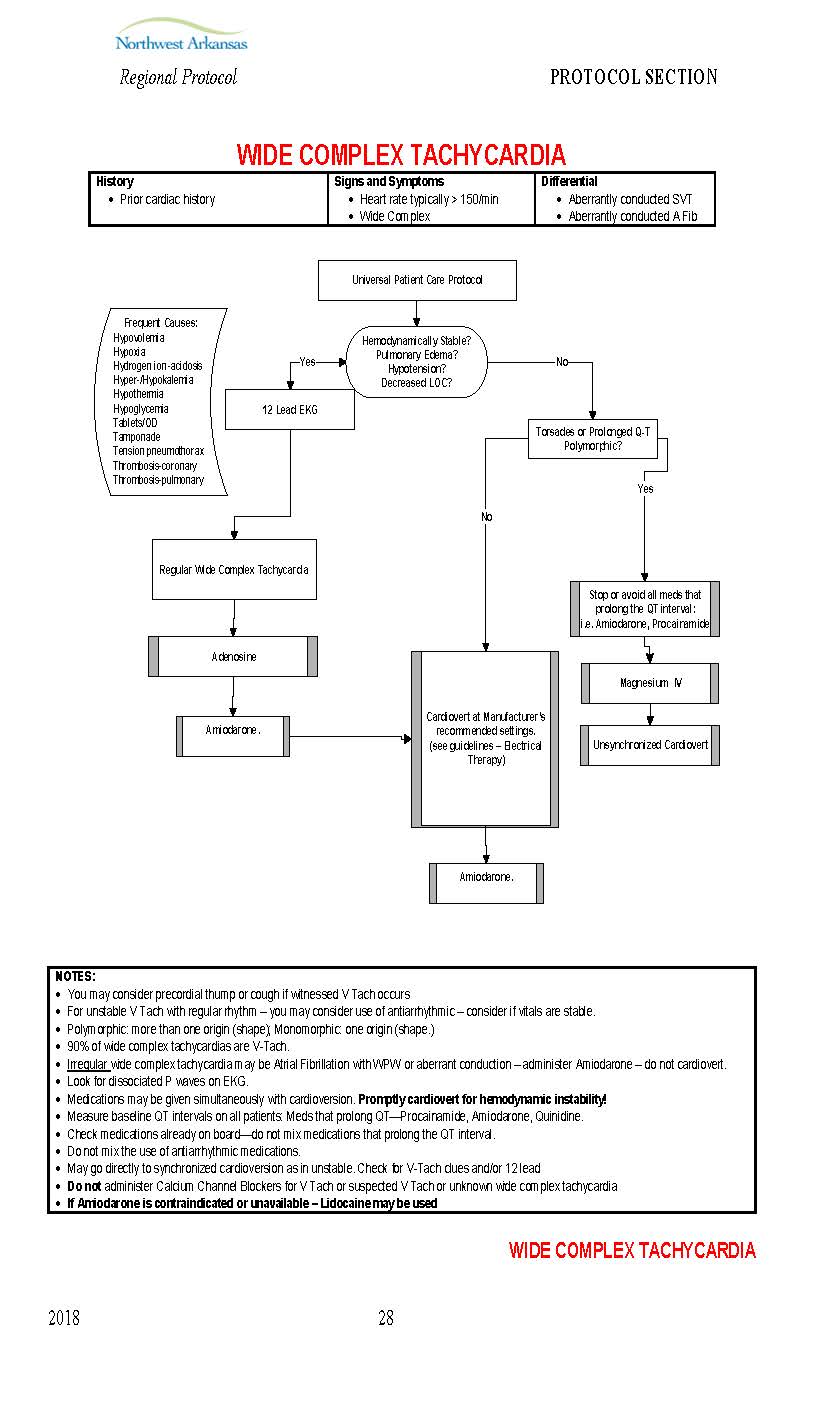 Northwest Arkansas
Regional Protocol
PROTOCOL SECTION
WIDE COMPLEX TACHYCARDIA
History
• Prior cardiac history
Signs and Symptoms
• Heart rate typically > 150/min
• Wide Complex
Differential
• Aberrantly conducted SVT
• Aberrantly conducted A Fib
Universal Patient Care Protocol
Frequent Causes:
Hypovolemia
Hypoxia
Hydrogen ion -acidosis
Hyper-/Hypokalemia
Hypothermia
Hypoglycemia
Tablets/OD
Tamponade
Tension pneumothorax
Thrombosis-coronary
Thrombosis-pulmonary
Hemodynamically Stable?
Pulmonary Edema?
Hypotension?
Decreased LOC?
Yes
No
12 Lead EKG
Torsades or Prolonged Q-T
Polymorphic?
Yes
No
Regular Wide Complex Tachycardia
Stop or avoid all meds that
prolong the QT interval:
i.e. Amiodarone, Procainamide
Adenosine
Magnesium IV
Amiodarone.
Cardiovert at Manufacturer's
recommended settings.
(see guidelines – Electrical
Therapy)
Unsynchronized Cardiovert
Amiodarone.
NOTES:
• You may consider precordial thump or cough if witnessed V Tach occurs
• For unstable V Tach with regular rhythm – you may consider use of antiarrhythmic – consider if vitals are stable.
• Polymorphic: more than one origin (shape); Monomorphic: one origin (shape.)
• 90% of wide complex tachycardias are V-Tach.
• Irregular wide complex tachycardia may be Atrial Fibrillation with WPW or aberrant conduction – administer Amiodarone – do not cardiovert.
• Look for dissociated P waves on EKG.
• Medications may be given simultaneously with cardioversion. Promptly cardiovert for hemodynamic instability!
• Measure baseline QT intervals on all patients: Meds that prolong QT—Procainamide, Amiodarone, Quinidine.
• Check medications already on board—do not mix medications that prolong the QT interval.
• Do not mix the use of antiarrhythmic medications.
• May go directly to synchronized cardioversion as in unstable. Check for V-Tach clues and/or 12 lead
• Do not administer Calcium Channel Blockers for V Tach or suspected V Tach or unknown wide complex tachycardia
• If Amiodarone is contraindicated or unavailable – Lidocaine may be used
WIDE COMPLEX TACHYCARDIA
2018
28